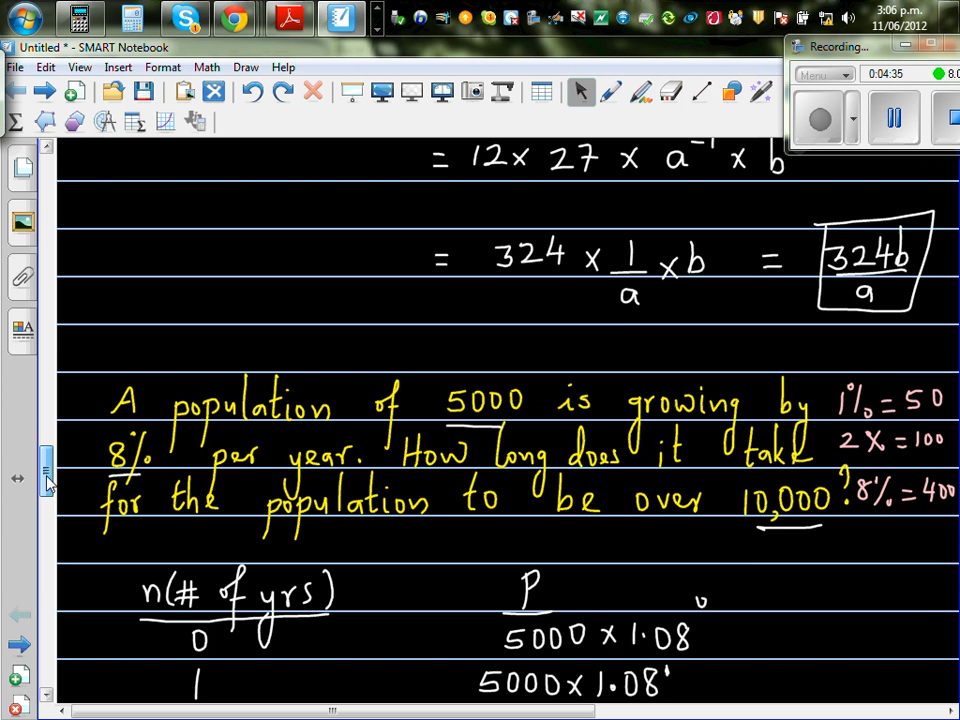 3:06 p.m.
11/06/2012
Untitled * - SMART Notebook
Recording...
File Edit View Insert Format Math Draw Help
Menu
0:04:35
8.0
= 12 × 27 × a⁻¹ × b
= 324 × 1/a × b = 324b/a
A population of 5000 is growing by 1% = 50
8% per year. How long does it take 2% = 100
for the population to be over 10,000? 8% = 400
n(# of yrs) P
0 5000 × 1.08⁰
1 5000 × 1.08¹